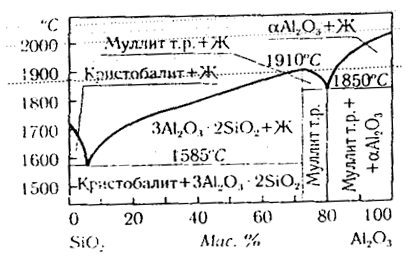 °C
αAl₂O₃+Ж
2000
Муллит т.р.+Ж
1910°C
1900
1850°C
Кристобалит+Ж
1800
1700
3Al₂O₃·2SiO₂+Ж
Муллит т.р.
Муллит т.р.+
+αAl₂O₃
1600
1585°C
1500
Кристобалит+3Al₂O₃·2SiO₂
0 20 40 60 80 100
SiO₂ Мас. % Al₂O₃